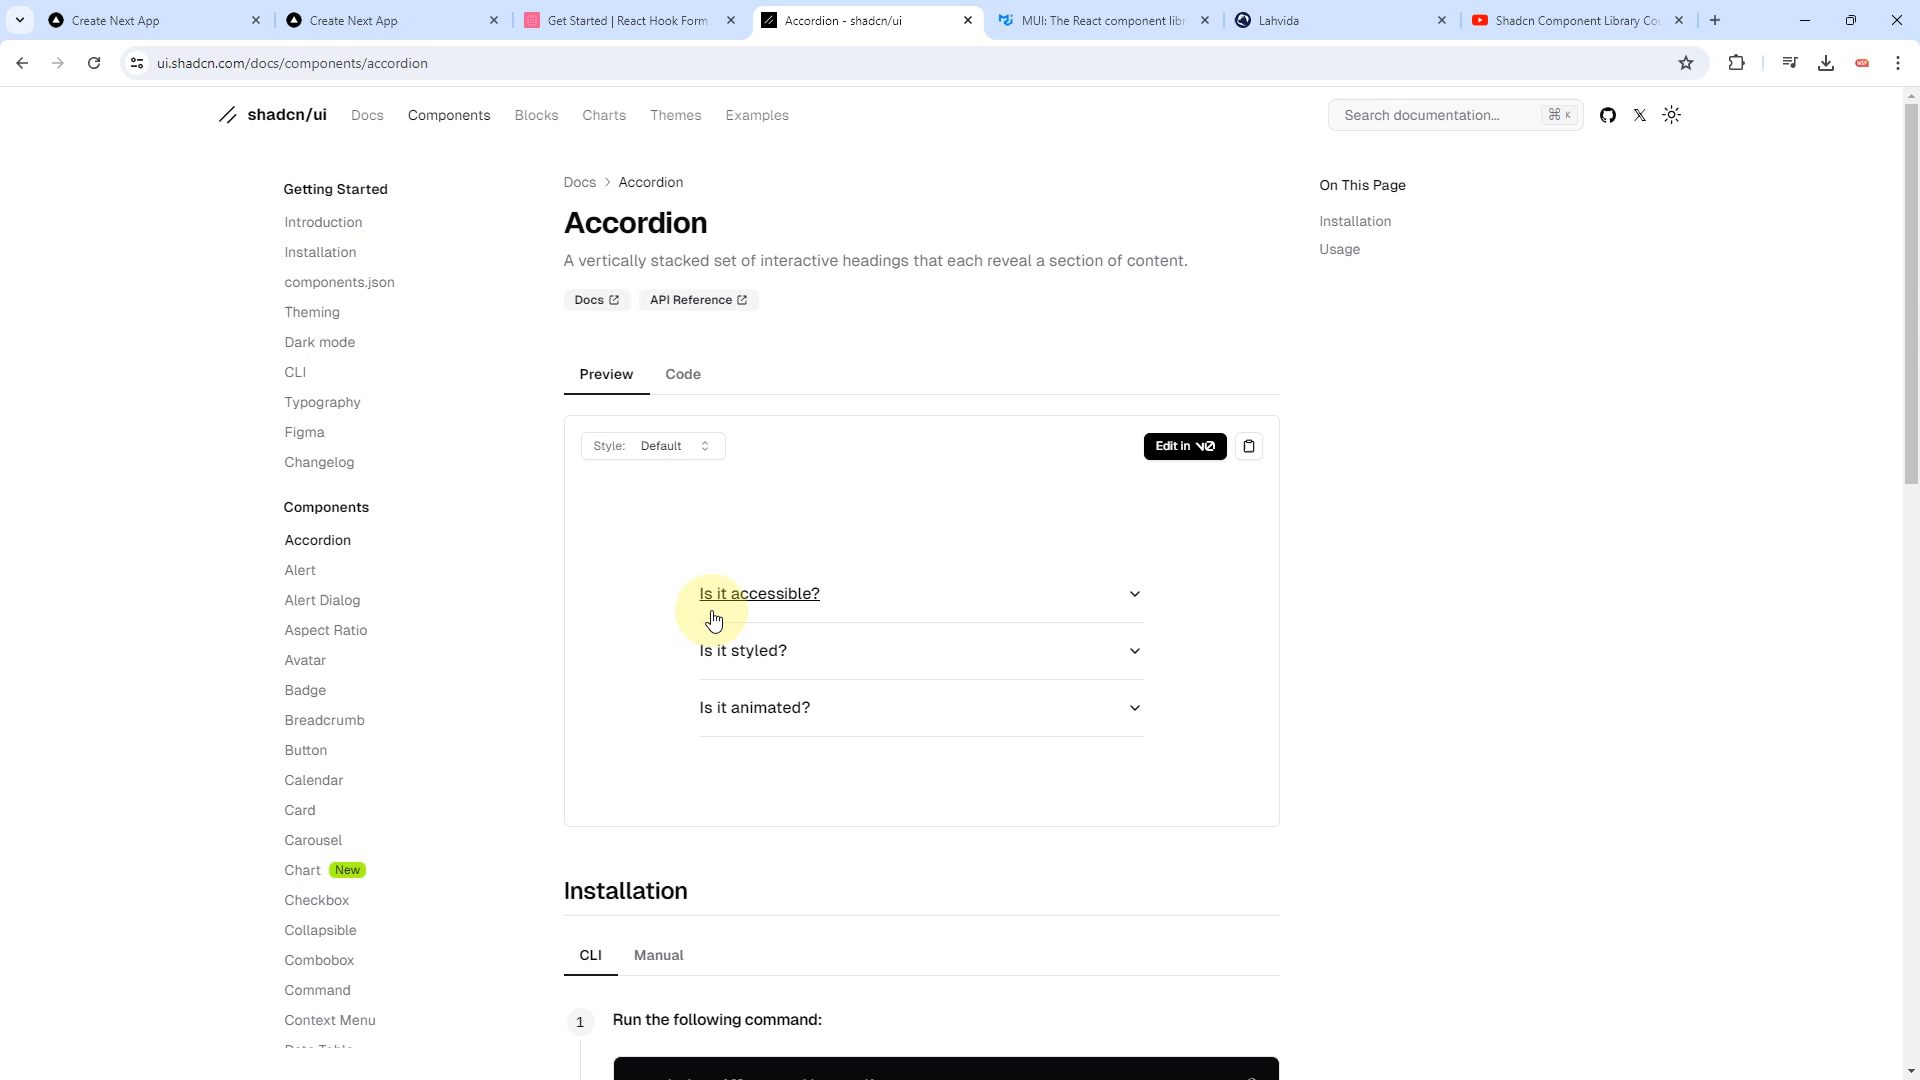 Create Next App
Create Next App
Get Started | React Hook Form
Accordion - shadcn/ui
MUI: The React component libr
Lahvida
Shadcn Component Library Co
ui.shadcn.com/docs/components/accordion
shadcn/ui
Docs
Components
Blocks
Charts
Themes
Examples
Search documentation...
⌘ K
Getting Started
Introduction
Installation
components.json
Theming
Dark mode
CLI
Typography
Figma
Changelog
Components
Accordion
Alert
Alert Dialog
Aspect Ratio
Avatar
Badge
Breadcrumb
Button
Calendar
Card
Carousel
Chart New
Checkbox
Collapsible
Combobox
Command
Context Menu
Docs > Accordion
Accordion
A vertically stacked set of interactive headings that each reveal a section of content.
Docs
API Reference
Preview
Code
Style: Default
Edit in v0
Is it accessible?
Is it styled?
Is it animated?
Installation
CLI
Manual
1
Run the following command:
On This Page
Installation
Usage